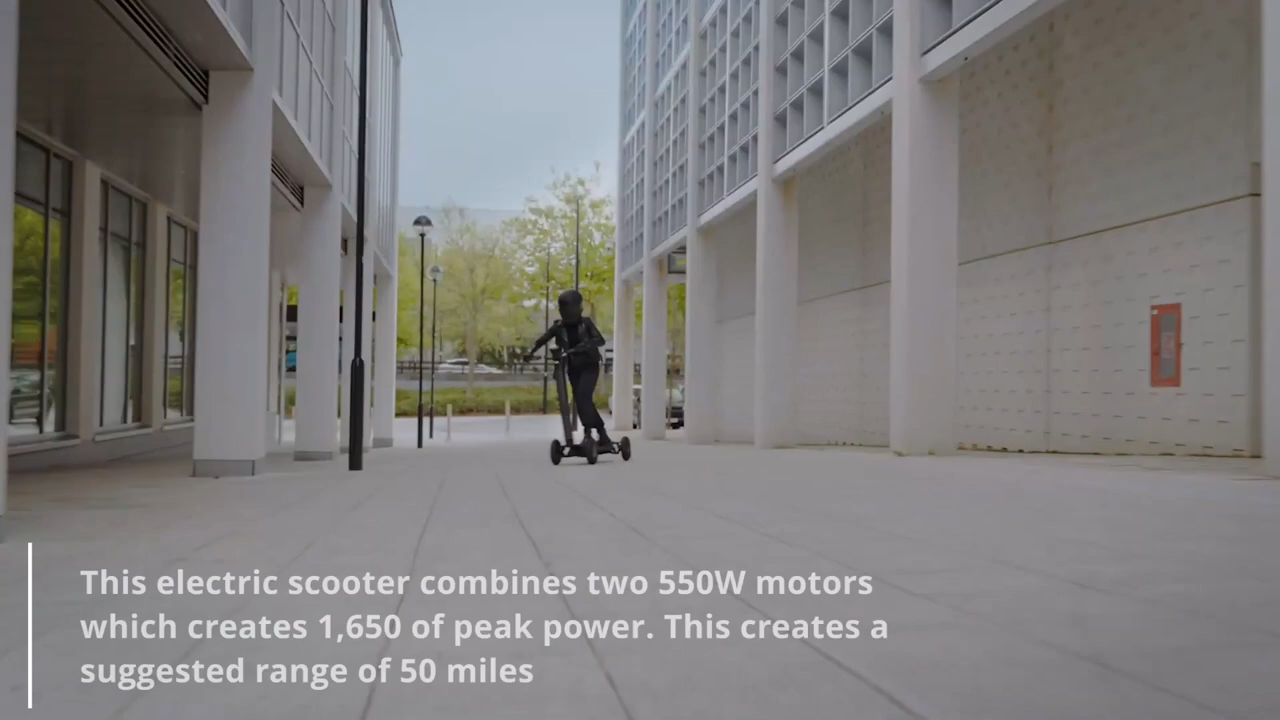 This electric scooter combines two 550W motors
which creates 1,650 of peak power. This creates a
suggested range of 50 miles